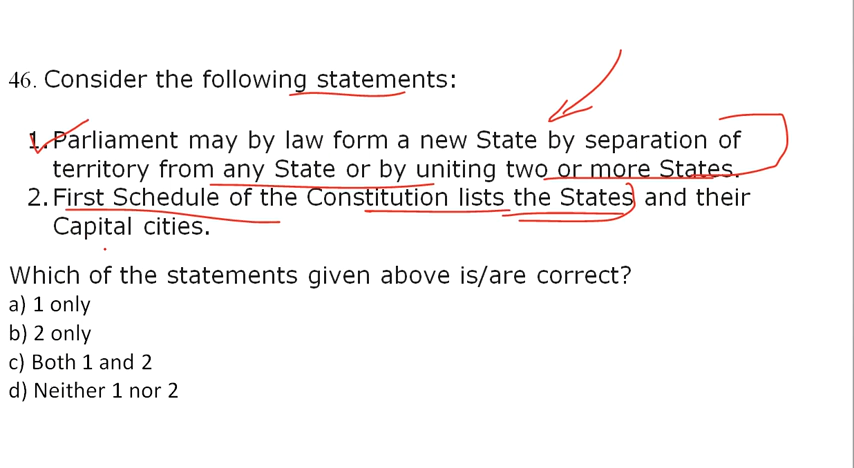 46. Consider the following statements:
1. Parliament may by law form a new State by separation of
territory from any State or by uniting two or more States.
2. First Schedule of the Constitution lists the States and their
Capital cities.
Which of the statements given above is/are correct?
a) 1 only
b) 2 only
c) Both 1 and 2
d) Neither 1 nor 2